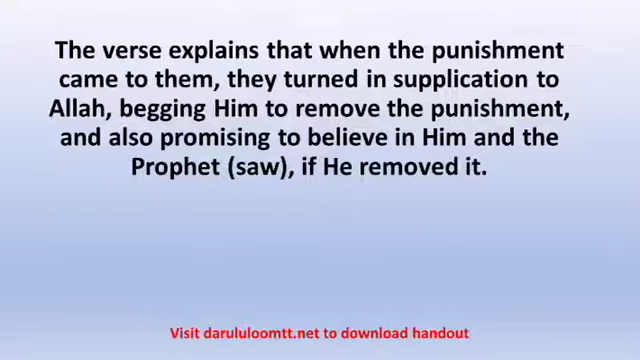 The verse explains that when the punishment
came to them, they turned in supplication to
Allah, begging Him to remove the punishment,
and also promising to believe in Him and the
Prophet (saw), if He removed it.
Visit darululoomtt.net to download handout